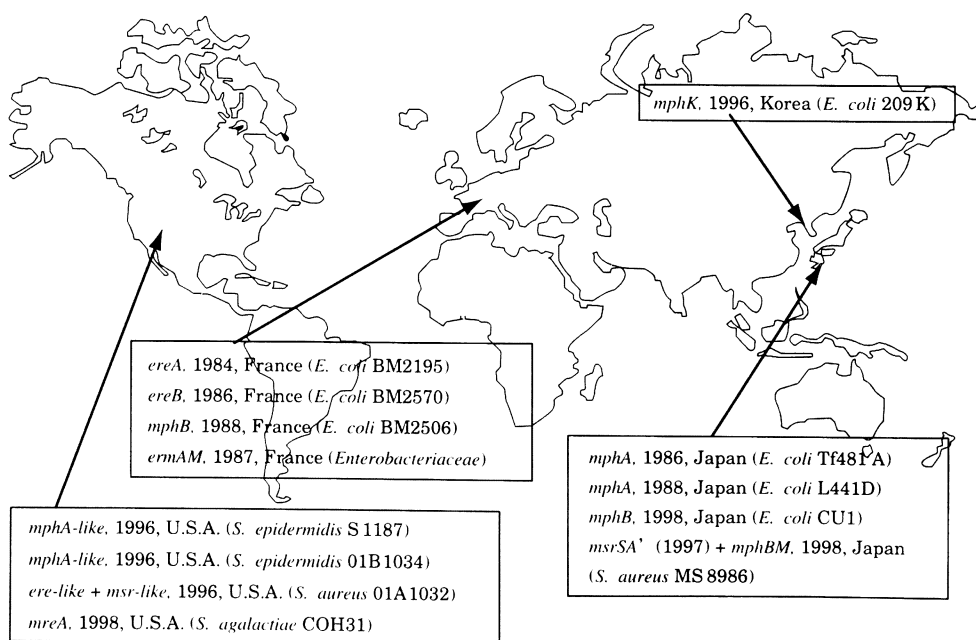 mphK, 1996, Korea (E. coli 209K)
ereA, 1984, France (E. coli BM2195)
ereB, 1986, France (E. coli BM2570)
mphB, 1988, France (E. coli BM2506)
ermAM, 1987, France (Enterobacteriaceae)
mphA, 1986, Japan (E. coli Tf481A)
mphA, 1988, Japan (E. coli L441D)
mphB, 1998, Japan (E. coli CU1)
msrSA' (1997) + mphBM, 1998, Japan
(S. aureus MS8986)
mphA-like, 1996, U.S.A. (S. epidermidis S1187)
mphA-like, 1996, U.S.A. (S. epidermidis 01B1034)
ere-like + msr-like, 1996, U.S.A. (S. aureus 01A1032)
mreA, 1998, U.S.A. (S. agalactiae COH31)